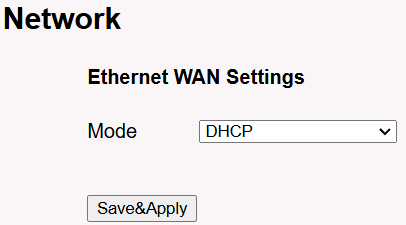 Network
Ethernet WAN Settings
Mode DHCP
Save&Apply